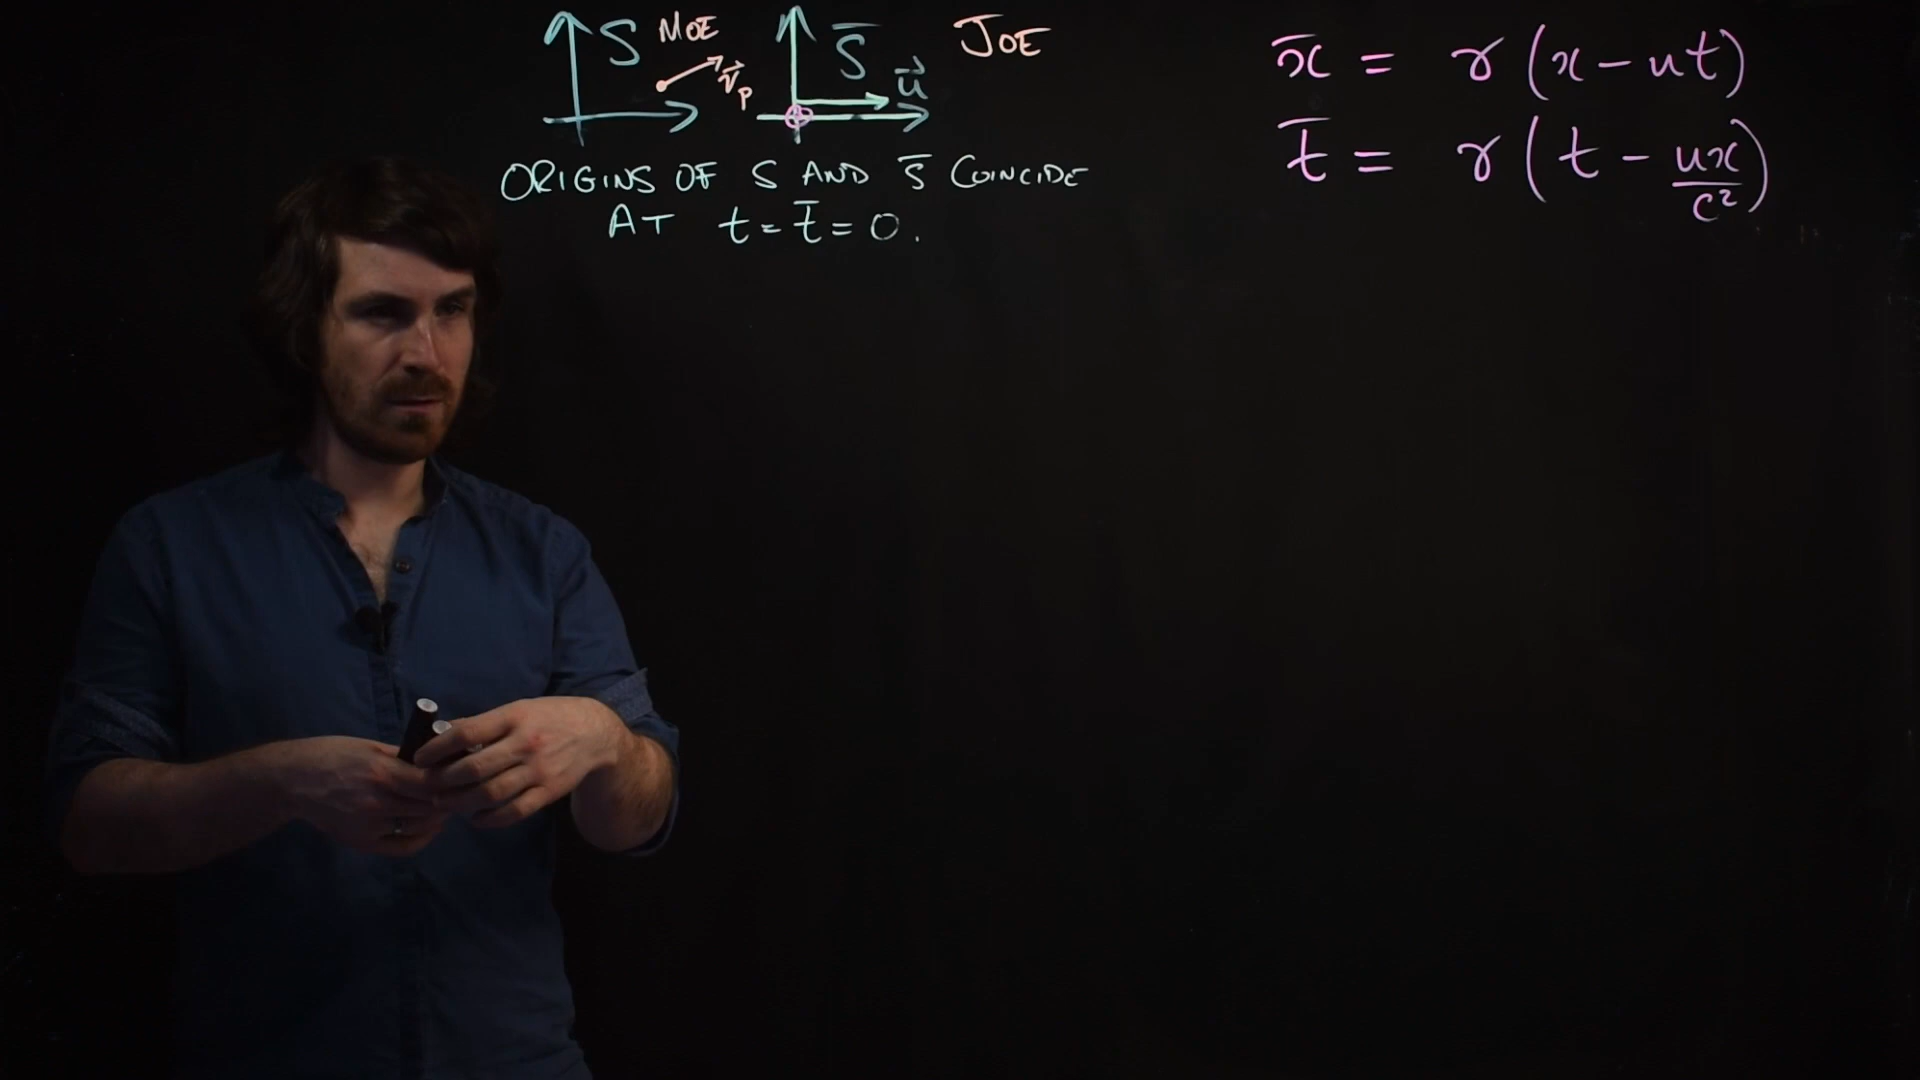 S MOE v⃗ₚ S̅ u⃗ JOE
ORIGINS OF S AND S̅ COINCIDE
AT t = t̅ = 0.
x̅ = γ(x − ut)
t̅ = γ(t − ux/c²)